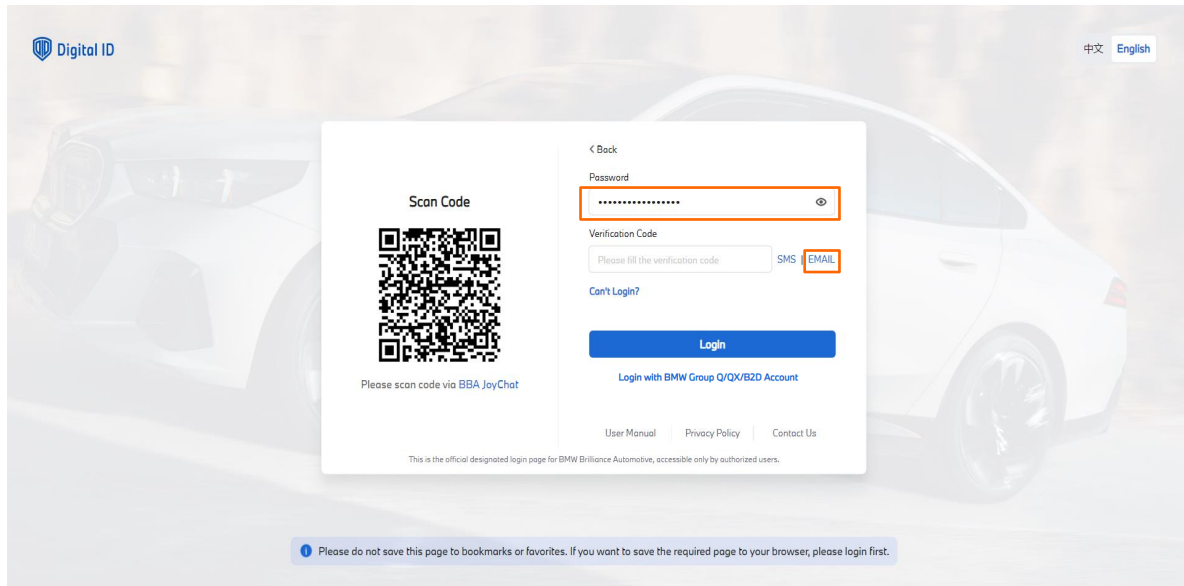 Digital ID
中文 English
< Back
Password
•••••••••••••••••
Scan Code
Verification Code
Please fill the verification code SMS | EMAIL
Can't Login?
Login
Please scan code via BBA JoyChat
Login with BMW Group Q/QX/B2D Account
User Manual Privacy Policy Contact Us
This is the official designated login page for BMW Brilliance Automotive, accessible only by authorized users.
Please do not save this page to bookmarks or favorites. If you want to save the required page to your browser, please login first.